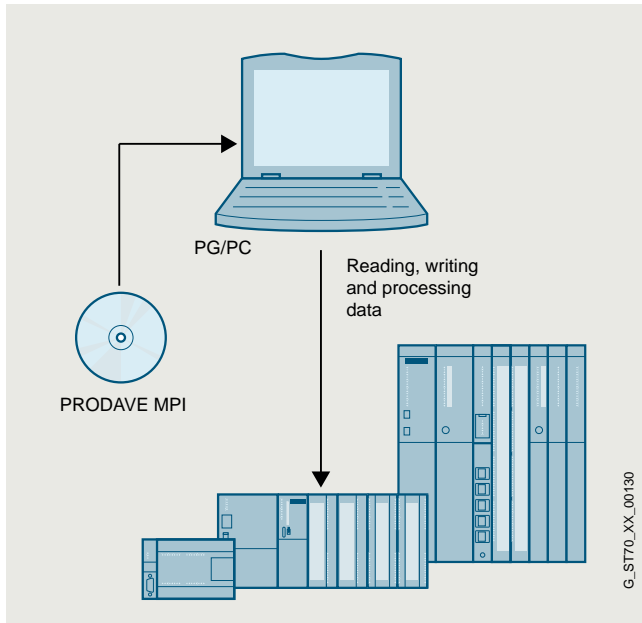 PG/PC
Reading, writing
and processing
data
PRODAVE MPI
G_ST70_XX_00130